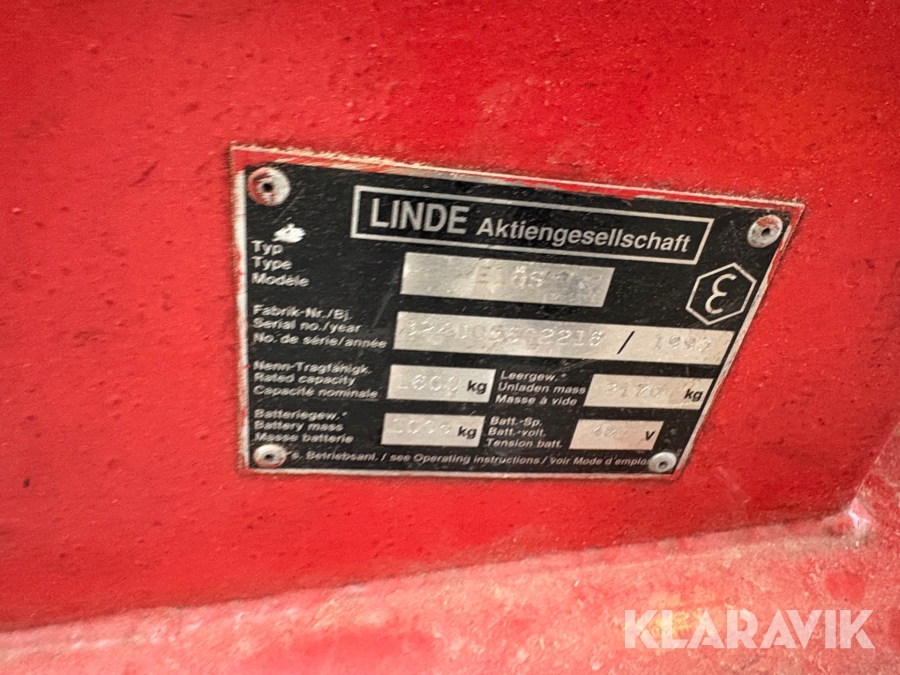 LINDE Aktiengesellschaft
Typ
Type
Modèle
Fabrik-Nr./Bj.
Serial no./year
No. de série/année
/
Nenn-Tragfähigk.
Rated capacity
Capacité nominale
1600 kg
Leergew.*
Unladen mass
Masse à vide
kg
Batteriegew.*
Battery mass
Masse batterie
kg
Batt.-Sp.
Batt.-volt.
Tension batt.
V
s. Betriebsanl. / see Operating instructions / voir Mode d'emploi
KLARAVIK